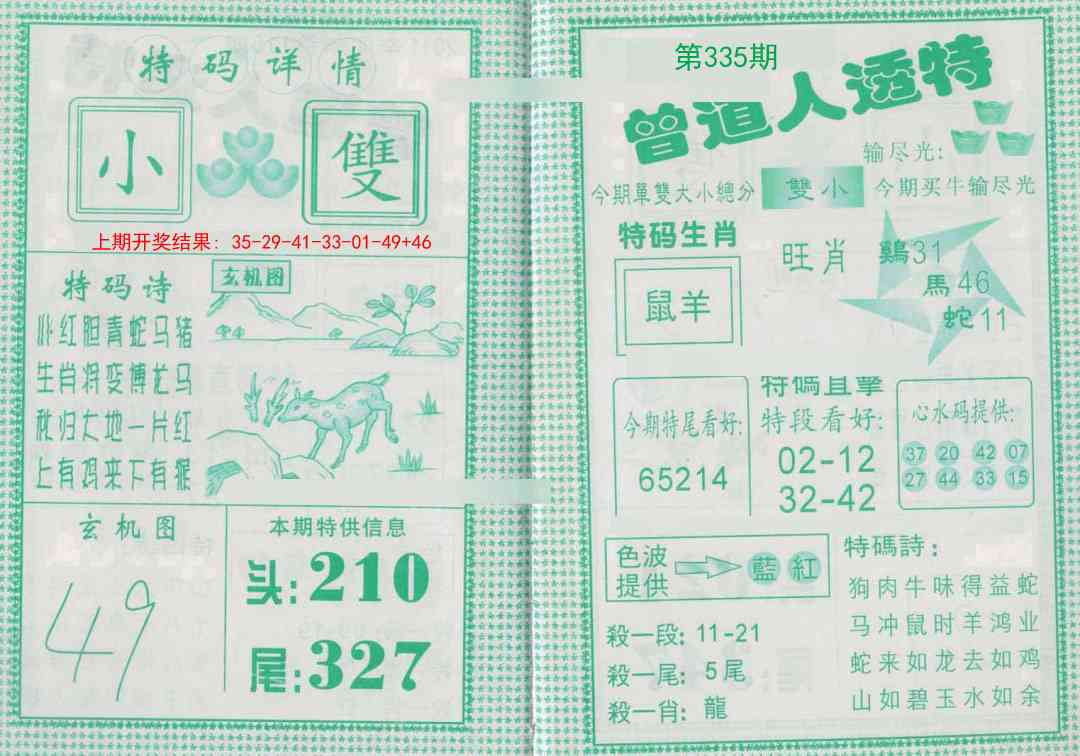 特码详情
小
雙
上期开奖结果: 35-29-41-33-01-49+46
特码诗
红胆青蛇马猪
生肖将变博龙马
秋归大地一片红
上有鸡来下有猴
玄机图
玄机图
49
本期特供信息
头:210
尾:327
第335期
曾道人透特
输尽光:
今期單雙大小總分
雙小
今期买牛输尽光
特码生肖
鼠羊
旺肖
鷄31
馬46
蛇11
今期特尾看好:
65214
特碼直擊
特段看好:
02-12
32-42
心水码提供:
37 20 42 07
27 44 33 15
色波
提供
藍 紅
殺一段: 11-21
殺一尾: 5尾
殺一肖: 龍
特碼詩:
狗肉牛味得益蛇
马冲鼠时羊鸿业
蛇来如龙去如鸡
山如碧玉水如余